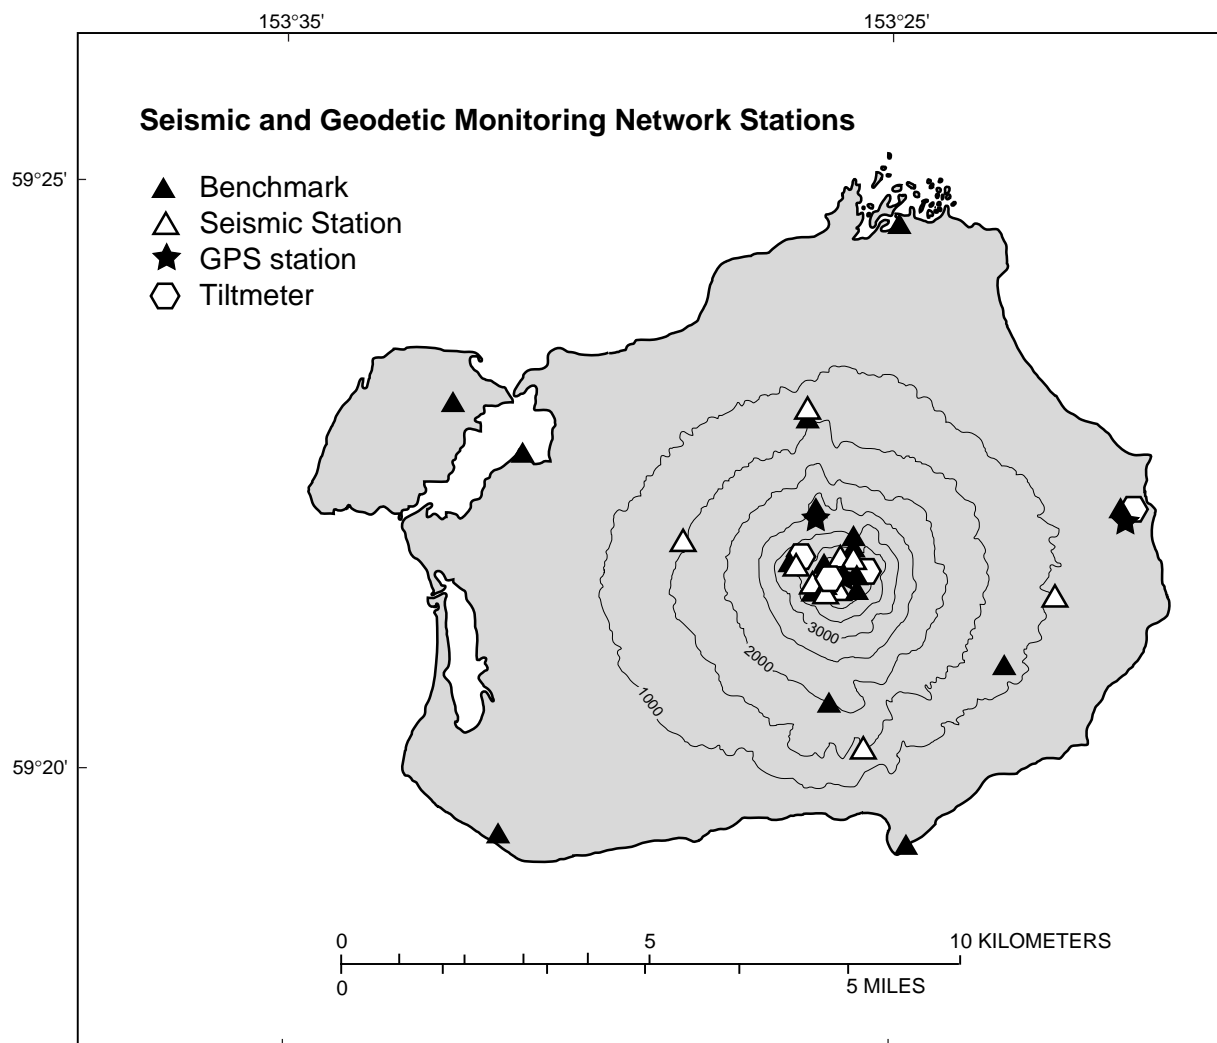 153°35' 153°25'
Seismic and Geodetic Monitoring Network Stations
59°25'
Benchmark
Seismic Station
GPS station
Tiltmeter
3000
2000
1000
59°20'
0 5 10 KILOMETERS
0 5 MILES